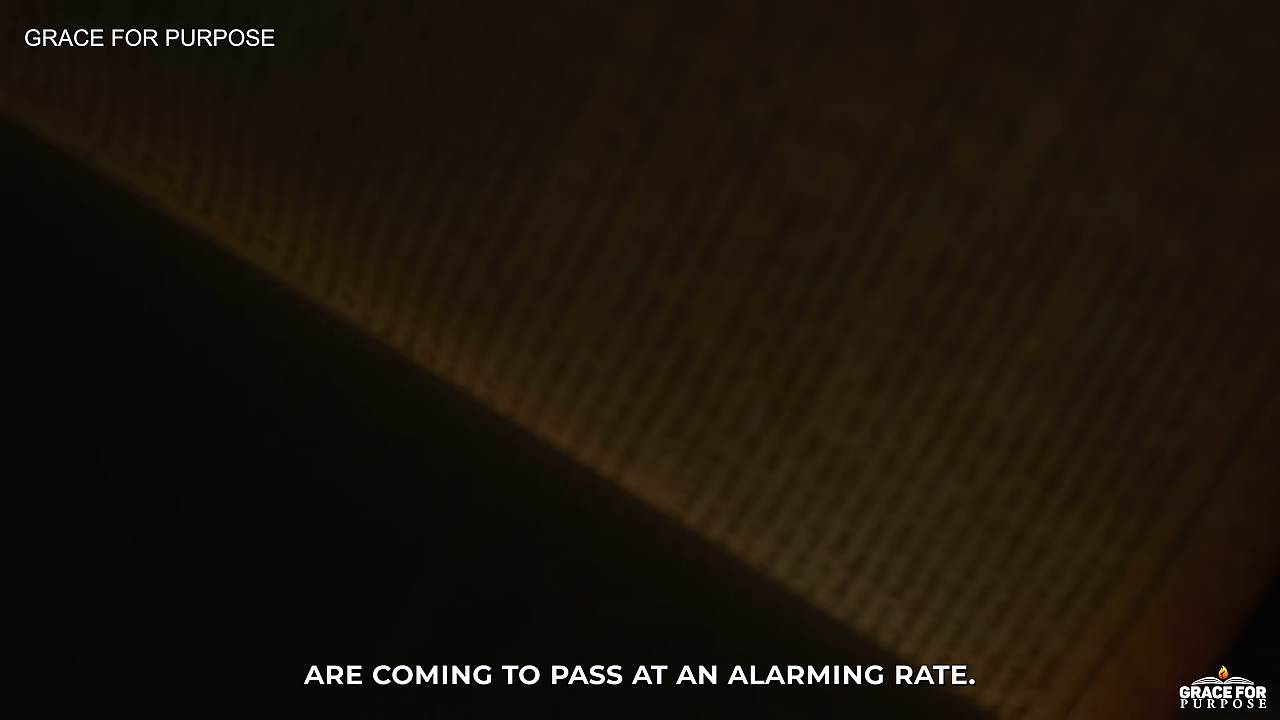 GRACE FOR PURPOSE
ARE COMING TO PASS AT AN ALARMING RATE.
GRACE FOR
PURPOSE